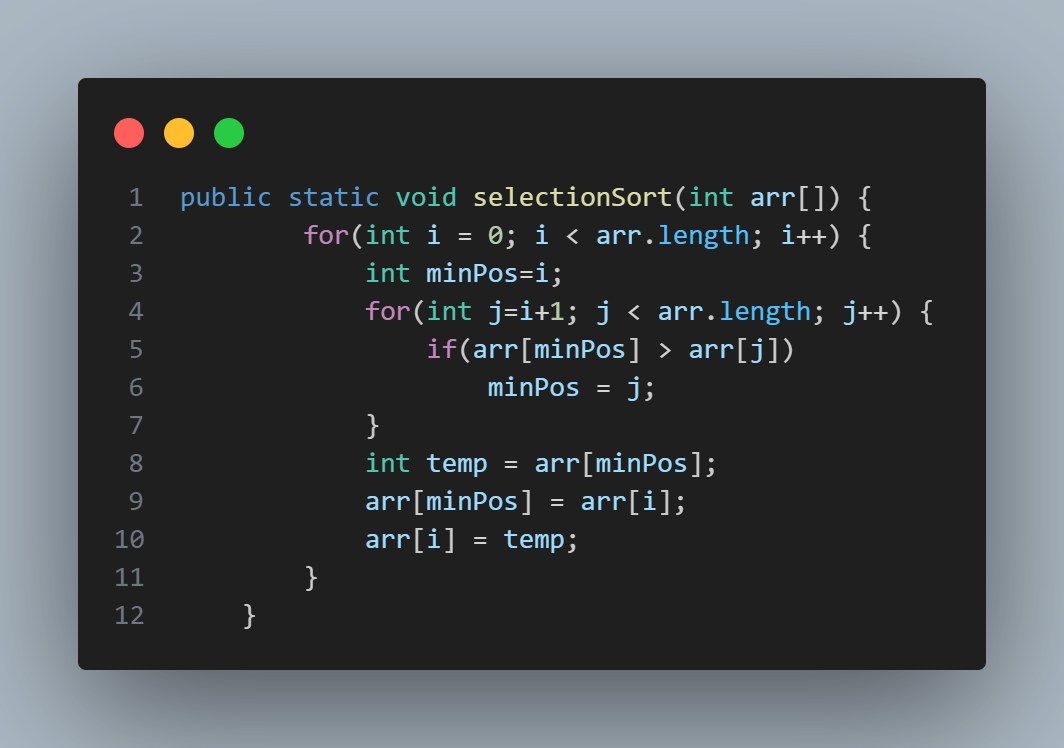 1 public static void selectionSort(int arr[]) {
2         for(int i = 0; i < arr.length; i++) {
3             int minPos=i;
4             for(int j=i+1; j < arr.length; j++) {
5                 if(arr[minPos] > arr[j])
6                     minPos = j;
7             }
8             int temp = arr[minPos];
9             arr[minPos] = arr[i];
10             arr[i] = temp;
11         }
12     }